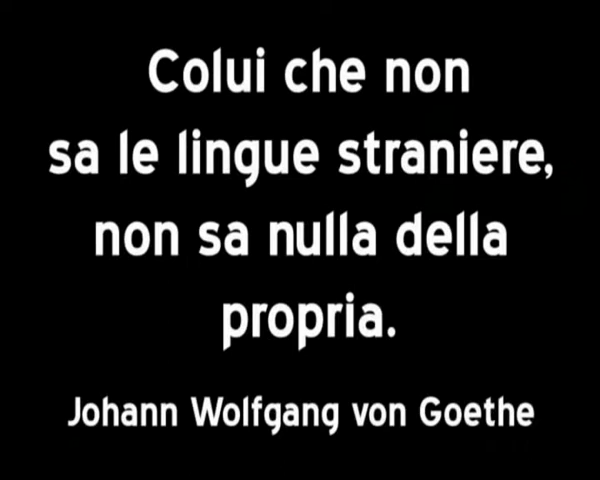 Colui che non
sa le lingue straniere,
non sa nulla della
propria.
Johann Wolfgang von Goethe